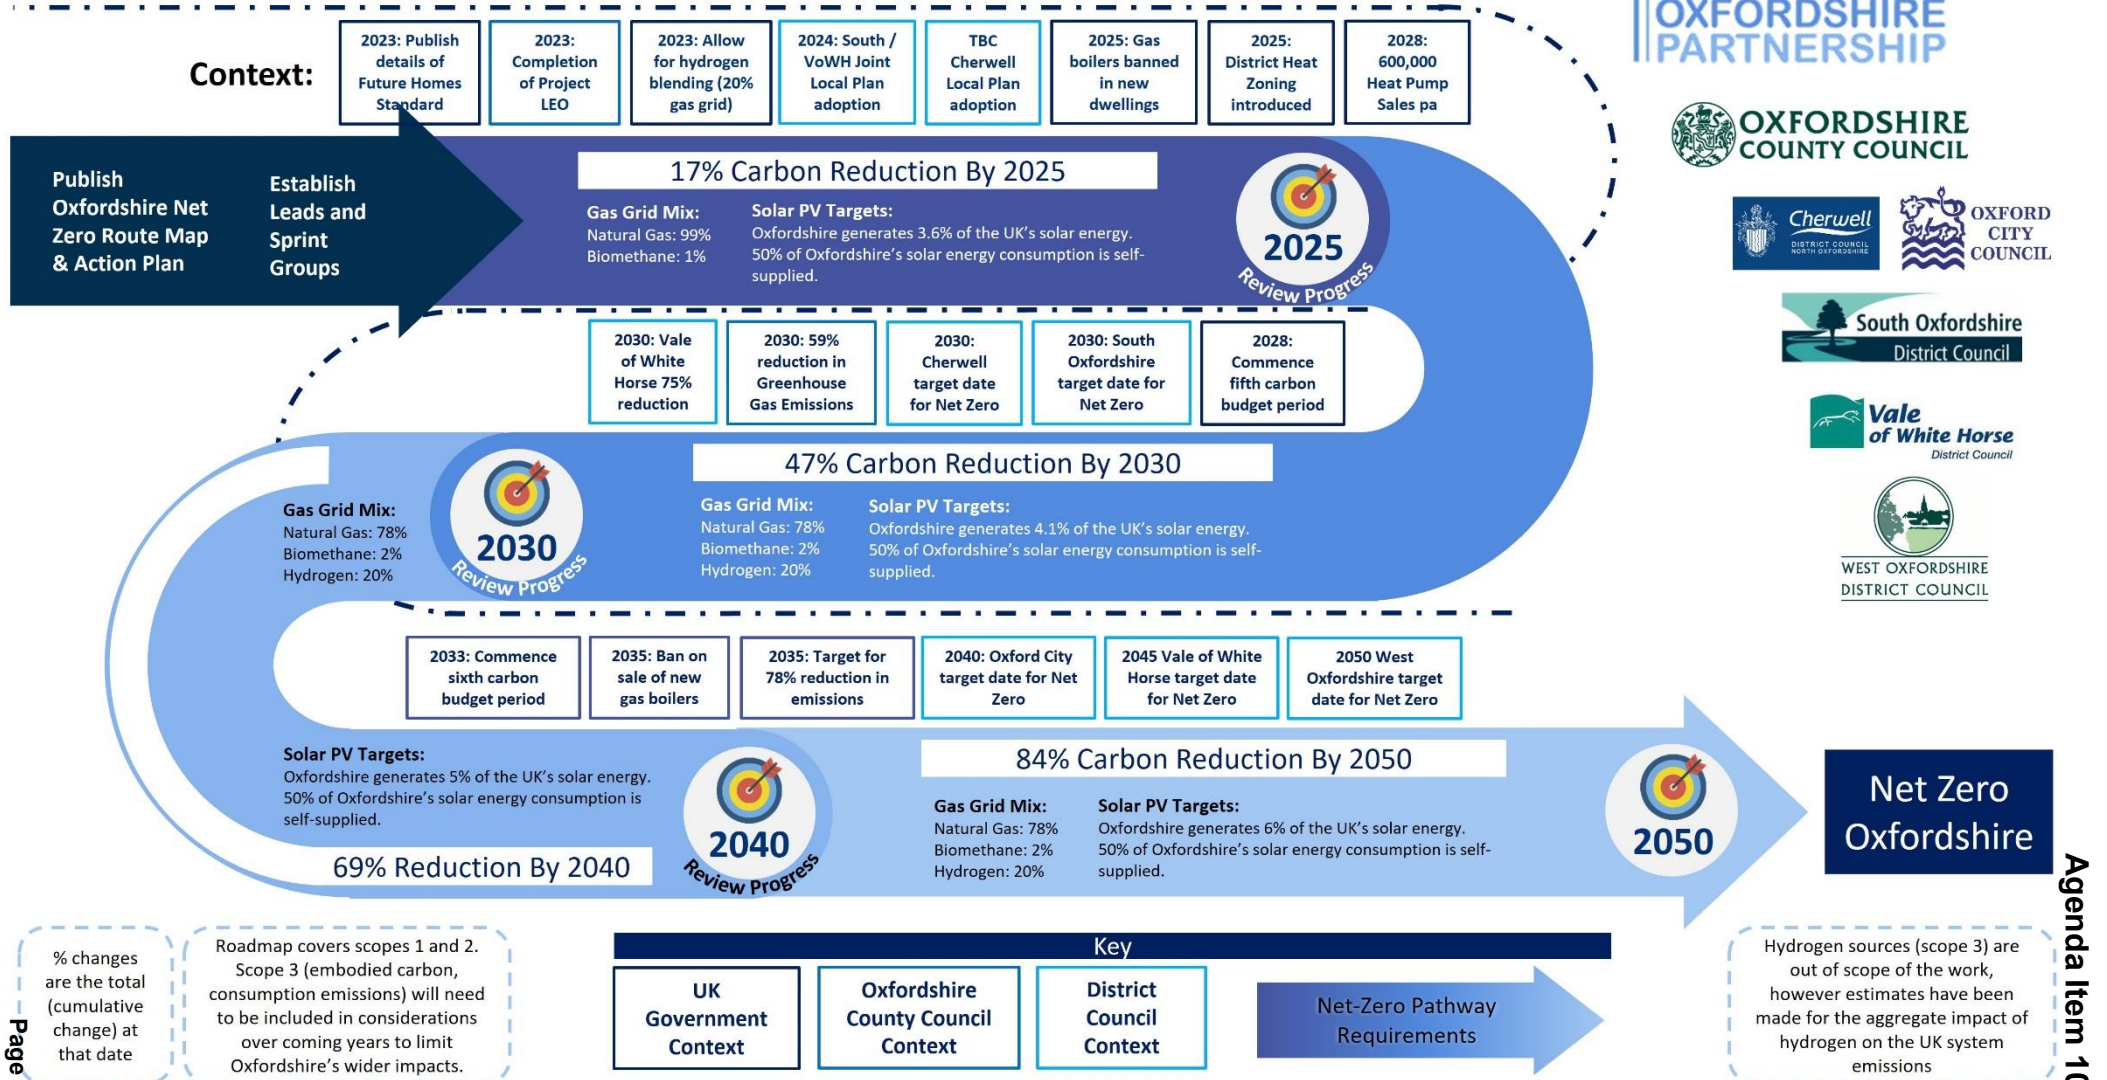 OXFORDSHIRE
PARTNERSHIP
Context:
2023: Publish
details of
Future Homes
Standard
2023:
Completion
of Project
LEO
2023: Allow
for hydrogen
blending (20%
gas grid)
2024: South /
VoWH Joint
Local Plan
adoption
TBC
Cherwell
Local Plan
adoption
2025: Gas
boilers banned
in new
dwellings
2025:
District Heat
Zoning
introduced
2028:
600,000
Heat Pump
Sales pa
OXFORDSHIRE
COUNTY COUNCIL
Cherwell
DISTRICT COUNCIL
NORTH OXFORDSHIRE
OXFORD
CITY
COUNCIL
South Oxfordshire
District Council
Vale
of White Horse
District Council
WEST OXFORDSHIRE
DISTRICT COUNCIL
Publish
Oxfordshire Net
Zero Route Map
& Action Plan
Establish
Leads and
Sprint
Groups
17% Carbon Reduction By 2025
Gas Grid Mix:
Natural Gas: 99%
Biomethane: 1%
Solar PV Targets:
Oxfordshire generates 3.6% of the UK's solar energy.
50% of Oxfordshire's solar energy consumption is self-
supplied.
2025
Review Progress
2030: Vale
of White
Horse 75%
reduction
2030: 59%
reduction in
Greenhouse
Gas Emissions
2030:
Cherwell
target date
for Net Zero
2030: South
Oxfordshire
target date for
Net Zero
2028:
Commence
fifth carbon
budget period
47% Carbon Reduction By 2030
Gas Grid Mix:
Natural Gas: 78%
Biomethane: 2%
Hydrogen: 20%
Solar PV Targets:
Oxfordshire generates 4.1% of the UK's solar energy.
50% of Oxfordshire's solar energy consumption is self-
supplied.
2030
Review Progress
Gas Grid Mix:
Natural Gas: 78%
Biomethane: 2%
Hydrogen: 20%
2033: Commence
sixth carbon
budget period
2035: Ban on
sale of new
gas boilers
2035: Target for
78% reduction in
emissions
2040: Oxford City
target date for Net
Zero
2045 Vale of White
Horse target date
for Net Zero
2050 West
Oxfordshire target
date for Net Zero
Solar PV Targets:
Oxfordshire generates 5% of the UK's solar energy.
50% of Oxfordshire's solar energy consumption is
self-supplied.
69% Reduction By 2040
2040
Review Progress
84% Carbon Reduction By 2050
Gas Grid Mix:
Natural Gas: 78%
Biomethane: 2%
Hydrogen: 20%
Solar PV Targets:
Oxfordshire generates 6% of the UK's solar energy.
50% of Oxfordshire's solar energy consumption is self-
supplied.
2050
Net Zero
Oxfordshire
% changes
are the total
(cumulative
change) at
that date
Roadmap covers scopes 1 and 2.
Scope 3 (embodied carbon,
consumption emissions) will need
to be included in considerations
over coming years to limit
Oxfordshire's wider impacts.
Key
UK
Government
Context
Oxfordshire
County Council
Context
District
Council
Context
Net-Zero Pathway
Requirements
Hydrogen sources (scope 3) are
out of scope of the work,
however estimates have been
made for the aggregate impact of
hydrogen on the UK system
emissions
Page
Agenda Item 10